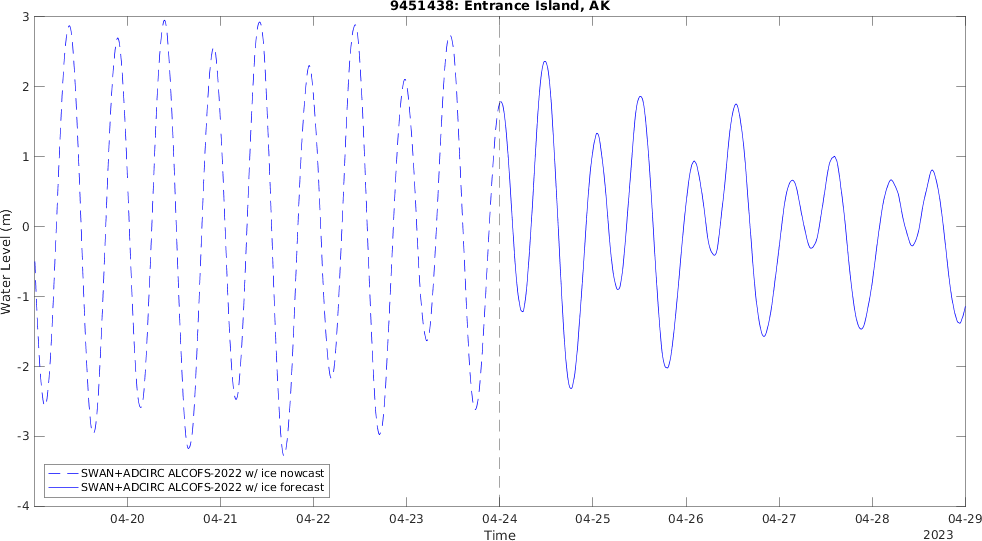 9451438: Entrance Island, AK
3
2
1
0
-1
-2
-3
-4
Water Level (m)
SWAN+ADCIRC ALCOFS-2022 w/ ice nowcast
SWAN+ADCIRC ALCOFS-2022 w/ ice forecast
04-20 04-21 04-22 04-23 04-24 04-25 04-26 04-27 04-28 04-29
Time
2023